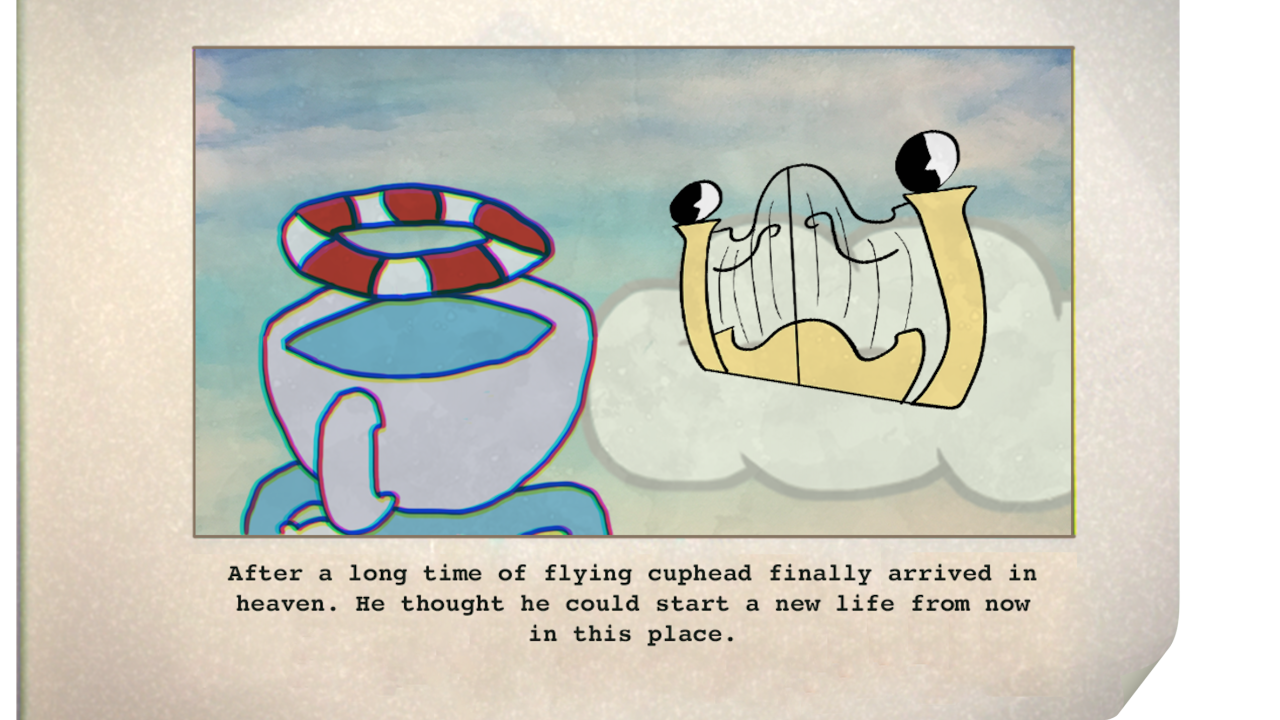 After a long time of flying cuphead finally arrived in
heaven. He thought he could start a new life from now
in this place.